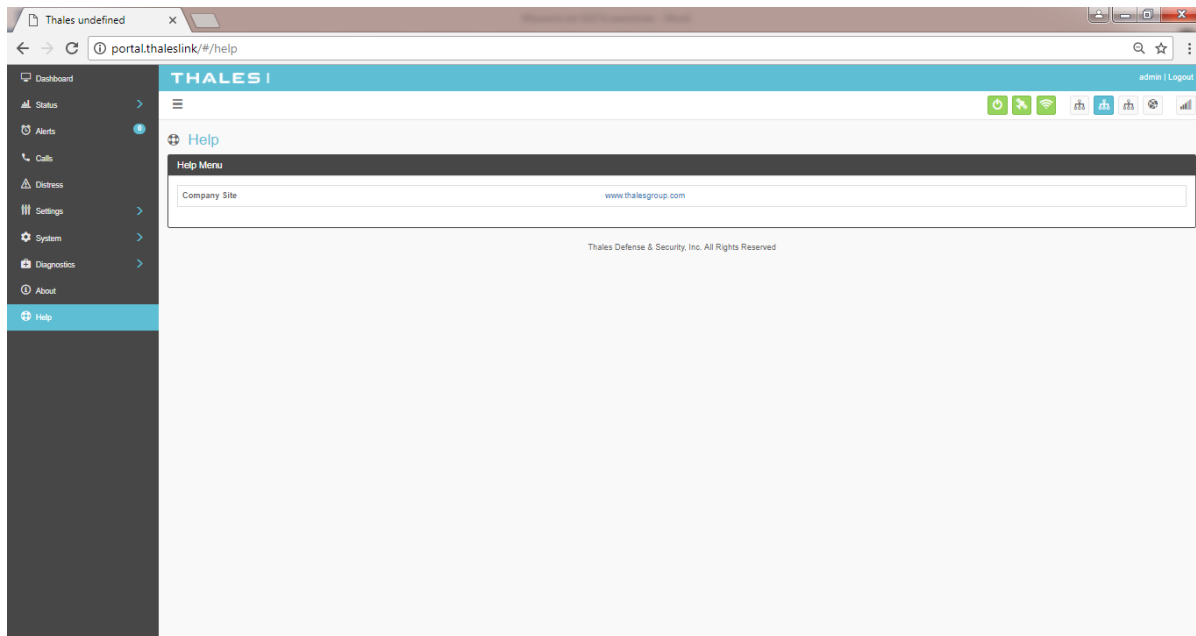 Thales undefined
portal.thaleslink/#/help
Dashboard
THALES
admin | Logout
Status
Alerts
0
Help
Calls
Help Menu
Distress
Company Site www.thalesgroup.com
Settings
System
Thales Defense & Security, Inc. All Rights Reserved
Diagnostics
About
Help